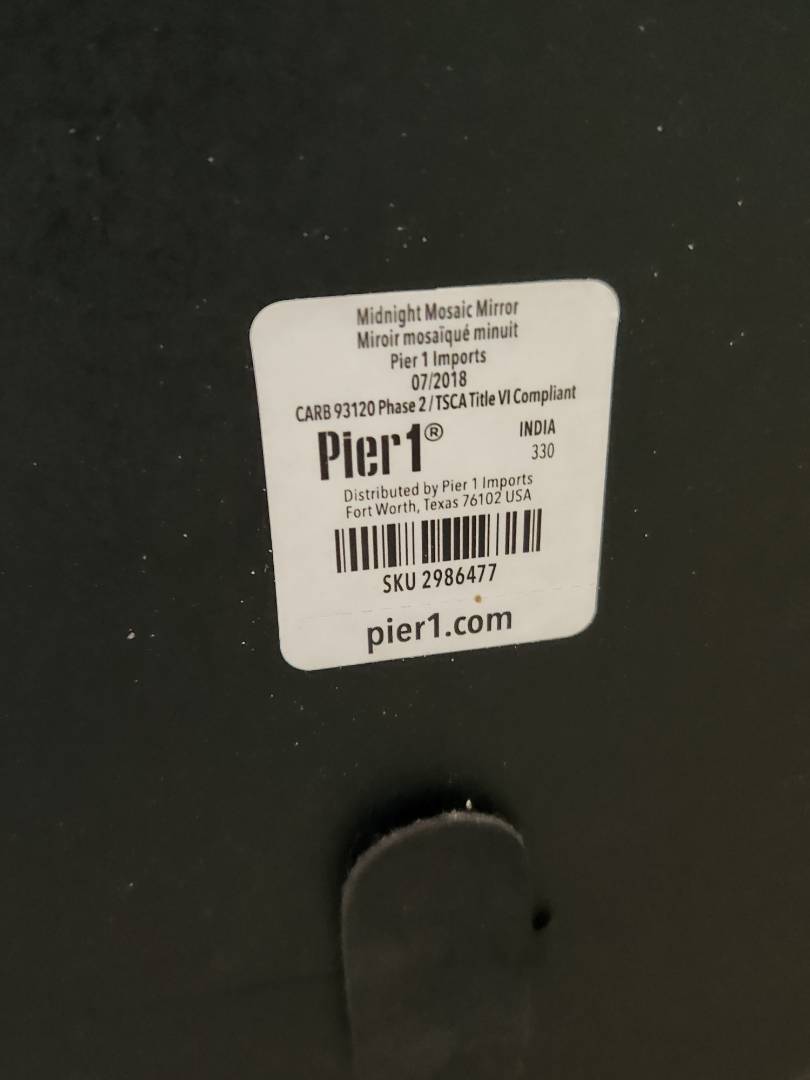 Midnight Mosaic Mirror
Miroir mosaïqué minuit
Pier 1 Imports
07/2018
CARB 93120 Phase 2 / TSCA Title VI Compliant
Pier1® INDIA
330
Distributed by Pier 1 Imports
Fort Worth, Texas 76102 USA
SKU 2986477
pier1.com